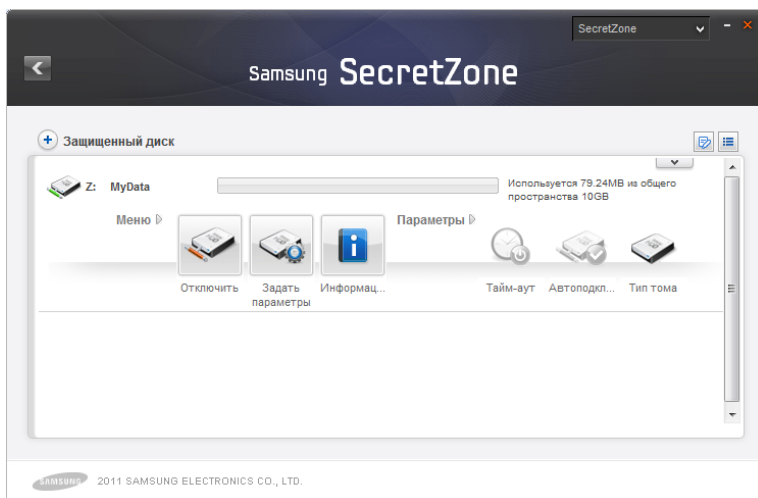 SecretZone
Samsung SecretZone
Защищенный диск
Z: MyData
Используется 79.24MB из общего
пространства 10GB
Меню
Параметры
Отключить
Задать
параметры
Информац...
Тайм-аут
Автоподкл...
Тип тома
SAMSUNG
2011 SAMSUNG ELECTRONICS CO., LTD.